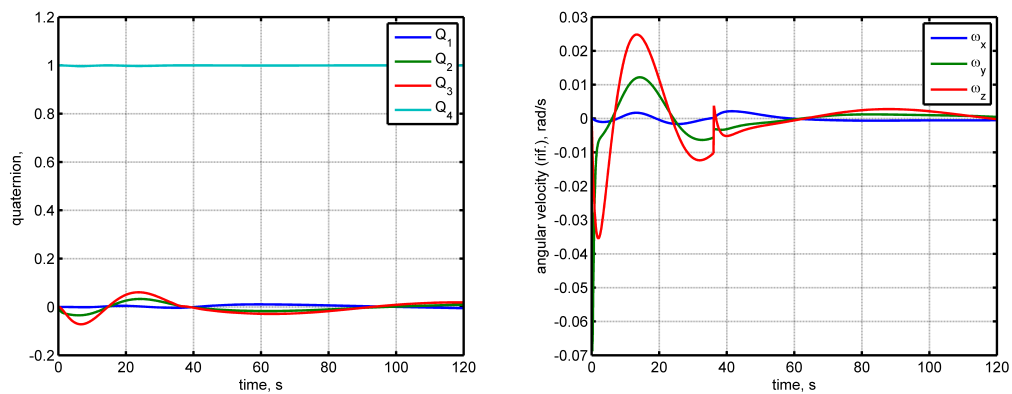 1.2
1
0.8
0.6
0.4
0.2
0
-0.2
0 20 40 60 80 100 120
quaternion,
time, s
Q1
Q2
Q3
Q4
0.03
0.02
0.01
0
-0.01
-0.02
-0.03
-0.04
-0.05
-0.06
-0.07
0 20 40 60 80 100 120
angular velocity (rif.), rad/s
time, s
ωx
ωy
ωz